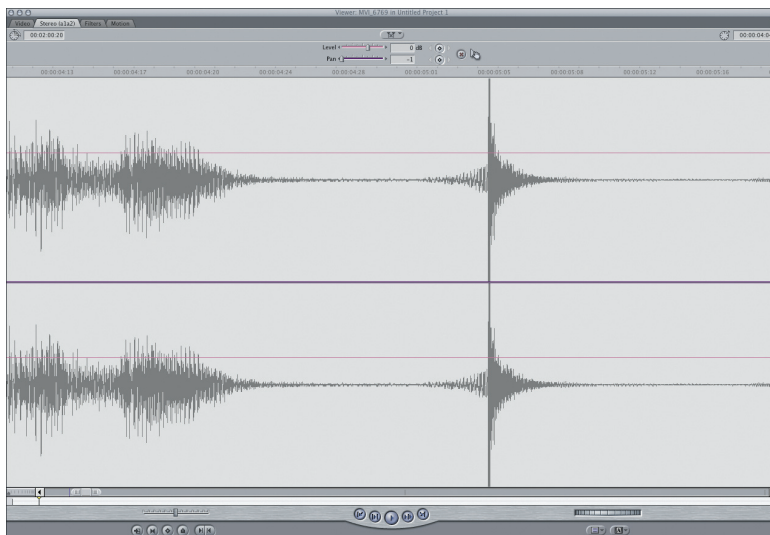 Viewer: MVI_6769 in Untitled Project 1
Video Stereo (a1a2) Filters Motion
00:02:00:20
Level 0 dB
Pan -1
00:00:04:13 00:00:04:17 00:00:04:20 00:00:04:24 00:00:04:28 00:00:05:01 00:00:05:05 00:00:05:08 00:00:05:12 00:00:05:16